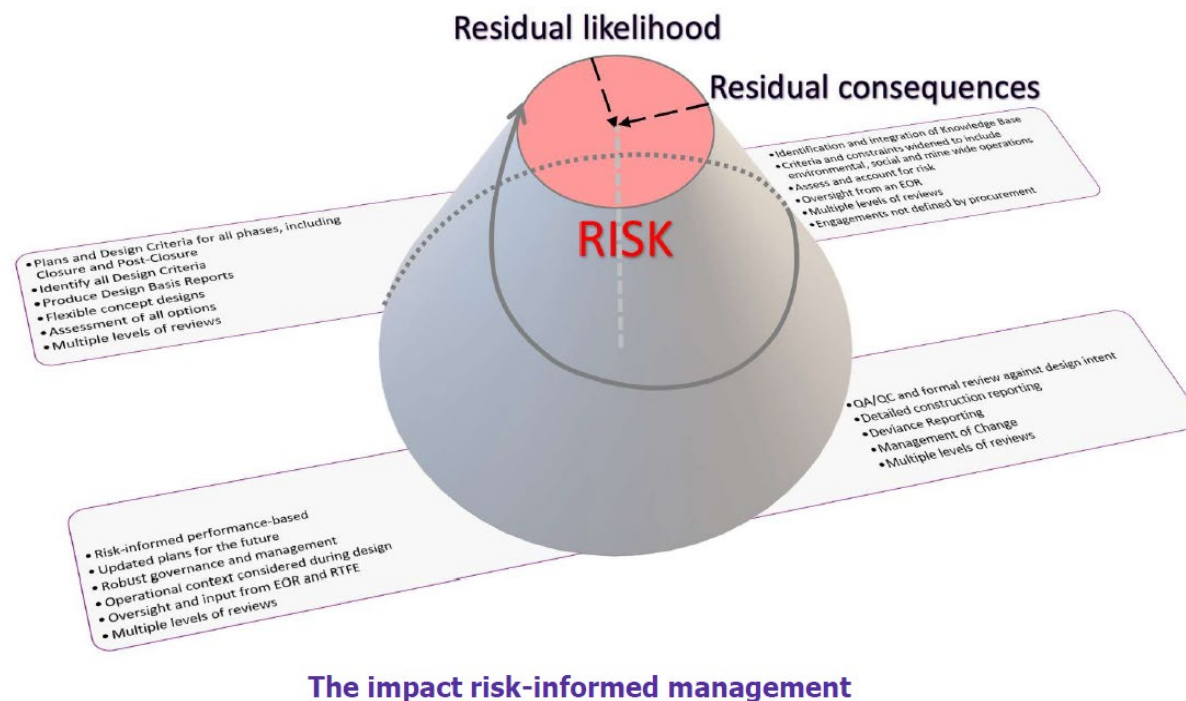 Residual likelihood
Residual consequences
RISK
• Identification and integration of Knowledge Base
• Criteria and constraints widened to include
environmental, social and mine wide operations
• Assess and account for risk
• Oversight from an EOR
• Multiple levels of reviews
• Engagements not defined by procurement
• Plans and Design Criteria for all phases, including
Closure and Post-Closure
• Identify all Design Criteria
• Produce Design Basis Reports
• Flexible concept designs
• Assessment of all options
• Multiple levels of reviews
• QA/QC and formal review against design intent
• Detailed construction reporting
• Deviance Reporting
• Management of Change
• Multiple levels of reviews
• Risk-informed performance-based
• Updated plans for the future
• Robust governance and management
• Operational context considered during design
• Oversight and input from EOR and RTFE
• Multiple levels of reviews
The impact risk-informed management